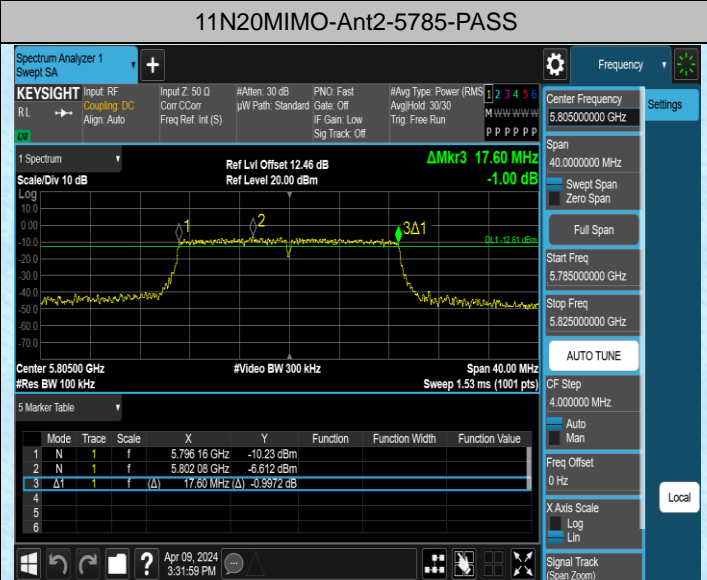 11N20MIMO-Ant2-5785-PASS
Spectrum Analyzer 1
Swept SA
+
Frequency
KEYSIGHT
RL
LXI
Input: RF
Coupling: DC
Align: Auto
Input Z: 50 Ω
Corr CCorr
Freq Ref: Int (S)
#Atten: 30 dB
µW Path: Standard
PNO: Fast
Gate: Off
IF Gain: Low
Sig Track: Off
#Avg Type: Power (RMS
Avg|Hold: 30/30
Trig: Free Run
1 2 3 4 5 6
M W W W W W
P P P P P P
1 Spectrum
Scale/Div 10 dB
Ref Lvl Offset 12.46 dB
Ref Level 20.00 dBm
ΔMkr3 17.60 MHz
-1.00 dB
Log
10.0
0.00
-10.0
-20.0
-30.0
-40.0
-50.0
-60.0
-70.0
1
2
3Δ1
DL1 -12.61 dBm
Center 5.80500 GHz
#Res BW 100 kHz
#Video BW 300 kHz
Span 40.00 MHz
Sweep 1.53 ms (1001 pts)
5 Marker Table
Mode Trace Scale X Y Function Function Width Function Value
1 N 1 f 5.796 16 GHz -10.23 dBm
2 N 1 f 5.802 08 GHz -6.612 dBm
3 Δ1 1 f (Δ) 17.60 MHz (Δ) -0.9972 dB
4
5
6
Apr 09, 2024
3:31:59 PM
Center Frequency
5.805000000 GHz
Settings
Span
40.0000000 MHz
Swept Span
Zero Span
Full Span
Start Freq
5.785000000 GHz
Stop Freq
5.825000000 GHz
AUTO TUNE
CF Step
4.000000 MHz
Auto
Man
Freq Offset
0 Hz
Local
X Axis Scale
Log
Lin
Signal Track
(Span Zoom)